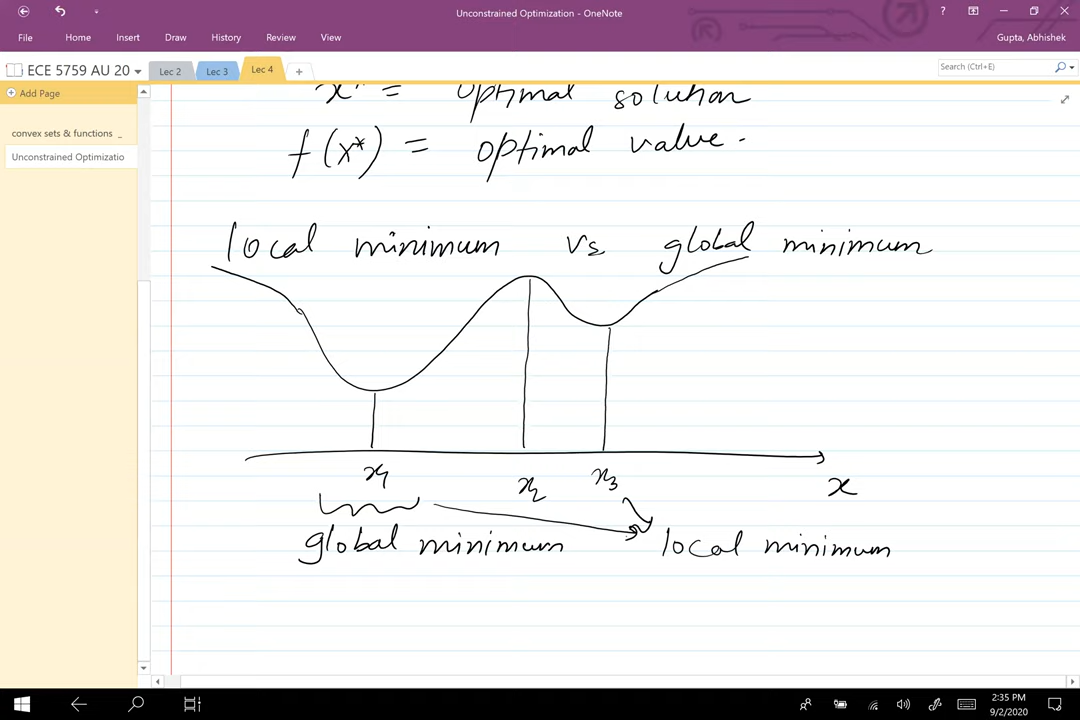 Unconstrained Optimization - OneNote
File Home Insert Draw History Review View
Gupta, Abhishek
ECE 5759 AU 20 Lec 2 Lec 3 Lec 4
Search (Ctrl+E)
Add Page
convex sets & functions
Unconstrained Optimizatio
x* = optimal solution
f(x*) = optimal value.
local minimum vs global minimum
x1 x2 x3 x
global minimum local minimum
2:35 PM
9/2/2020